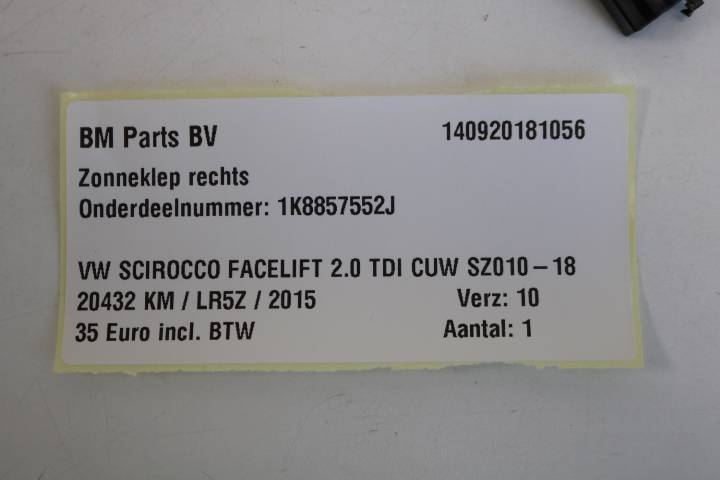 BM Parts BV 140920181056
Zonneklep rechts
Onderdeelnummer: 1K8857552J
VW SCIROCCO FACELIFT 2.0 TDI CUW SZ010 – 18
20432 KM / LR5Z / 2015 Verz: 10
35 Euro incl. BTW Aantal: 1